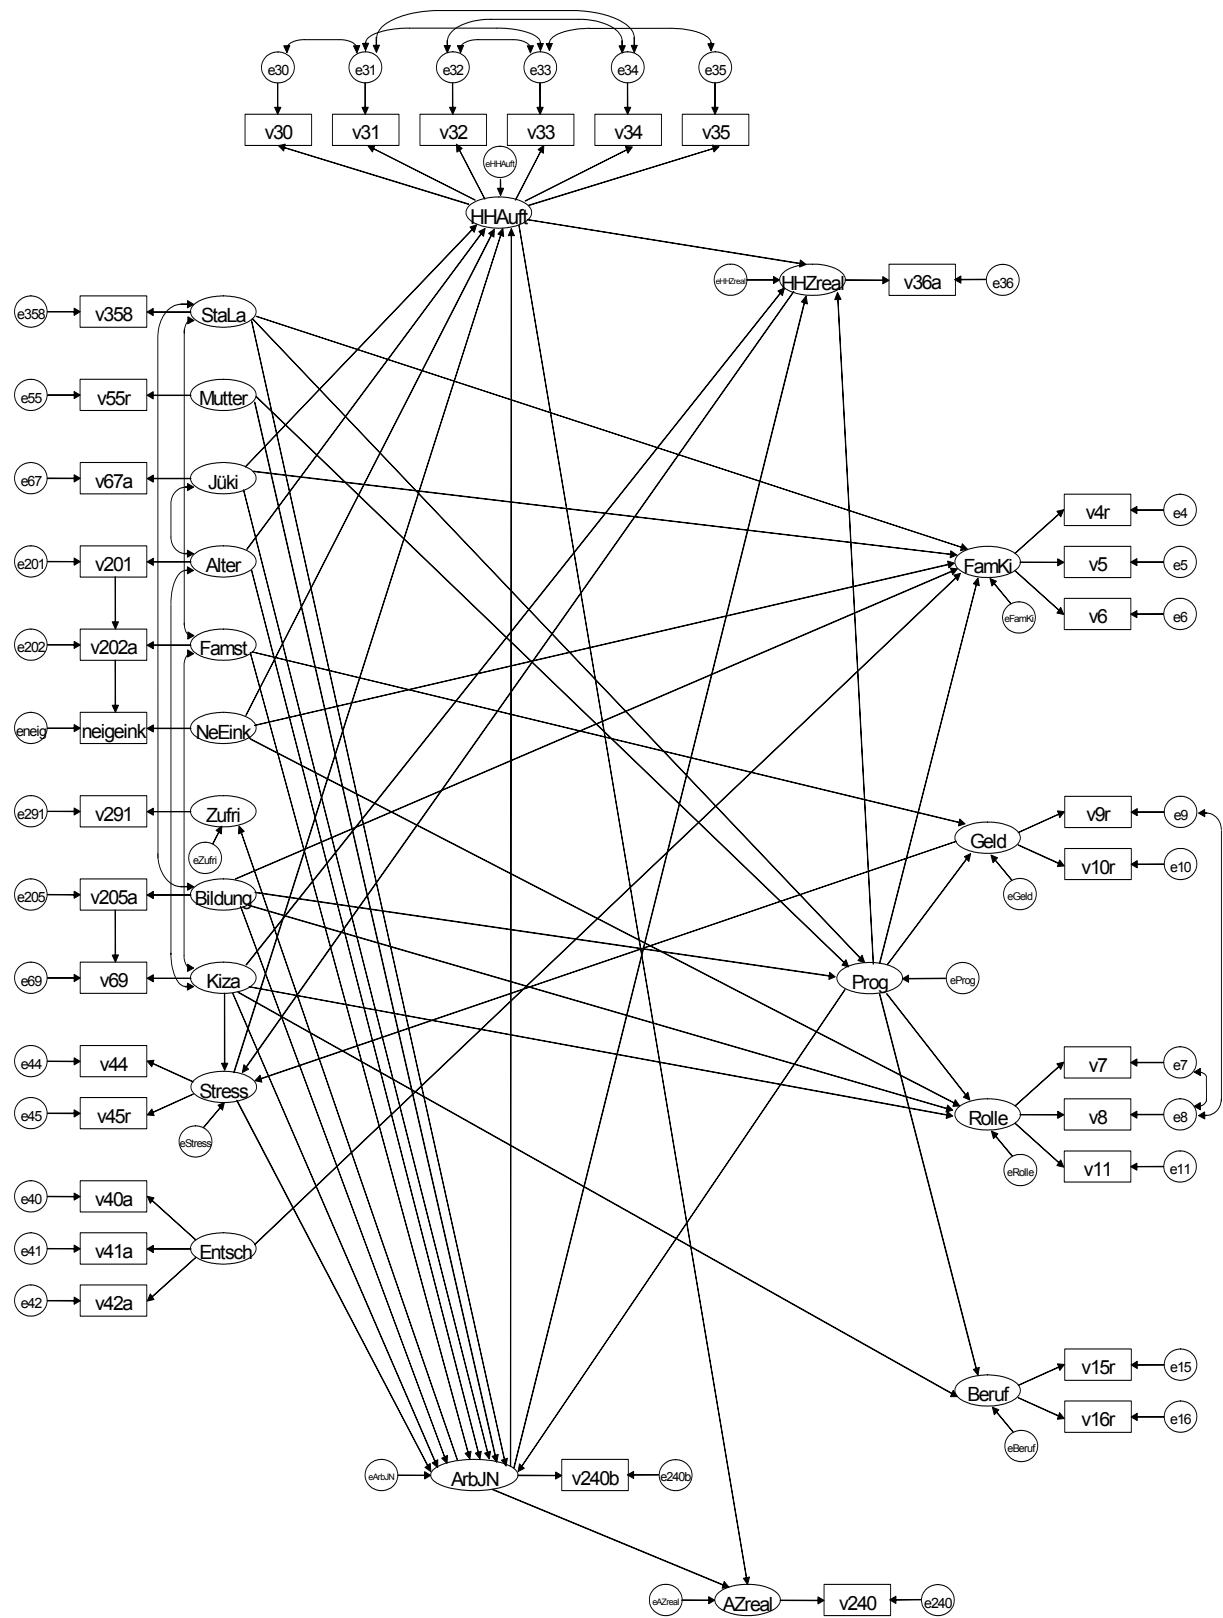 e30 e31 e32 e33 e34 e35
v30 v31 v32 v33 v34 v35
eHHAuft
HHAuft
eHHZreal HHZreal v36a e36
e358 v358 StaLa
e55 v55r Mutter
e67 v67a Jüki
v4r e4
e201 v201 Alter FamKi v5 e5
eFamKi v6 e6
e202 v202a Famst
eneig neigeink NeEink
e291 v291 Zufri v9r e9
Geld
eZufri v10r e10
e205 v205a Bildung eGeld
e69 v69 Kiza Prog eProg
e44 v44 v7 e7
Stress
e45 v45r Rolle v8 e8
eStress
eRolle v11 e11
e40 v40a
e41 v41a Entsch
e42 v42a
v15r e15
Beruf
v16r e16
eBeruf
eArbJN ArbJN v240b e240b
eAZreal AZreal v240 e240